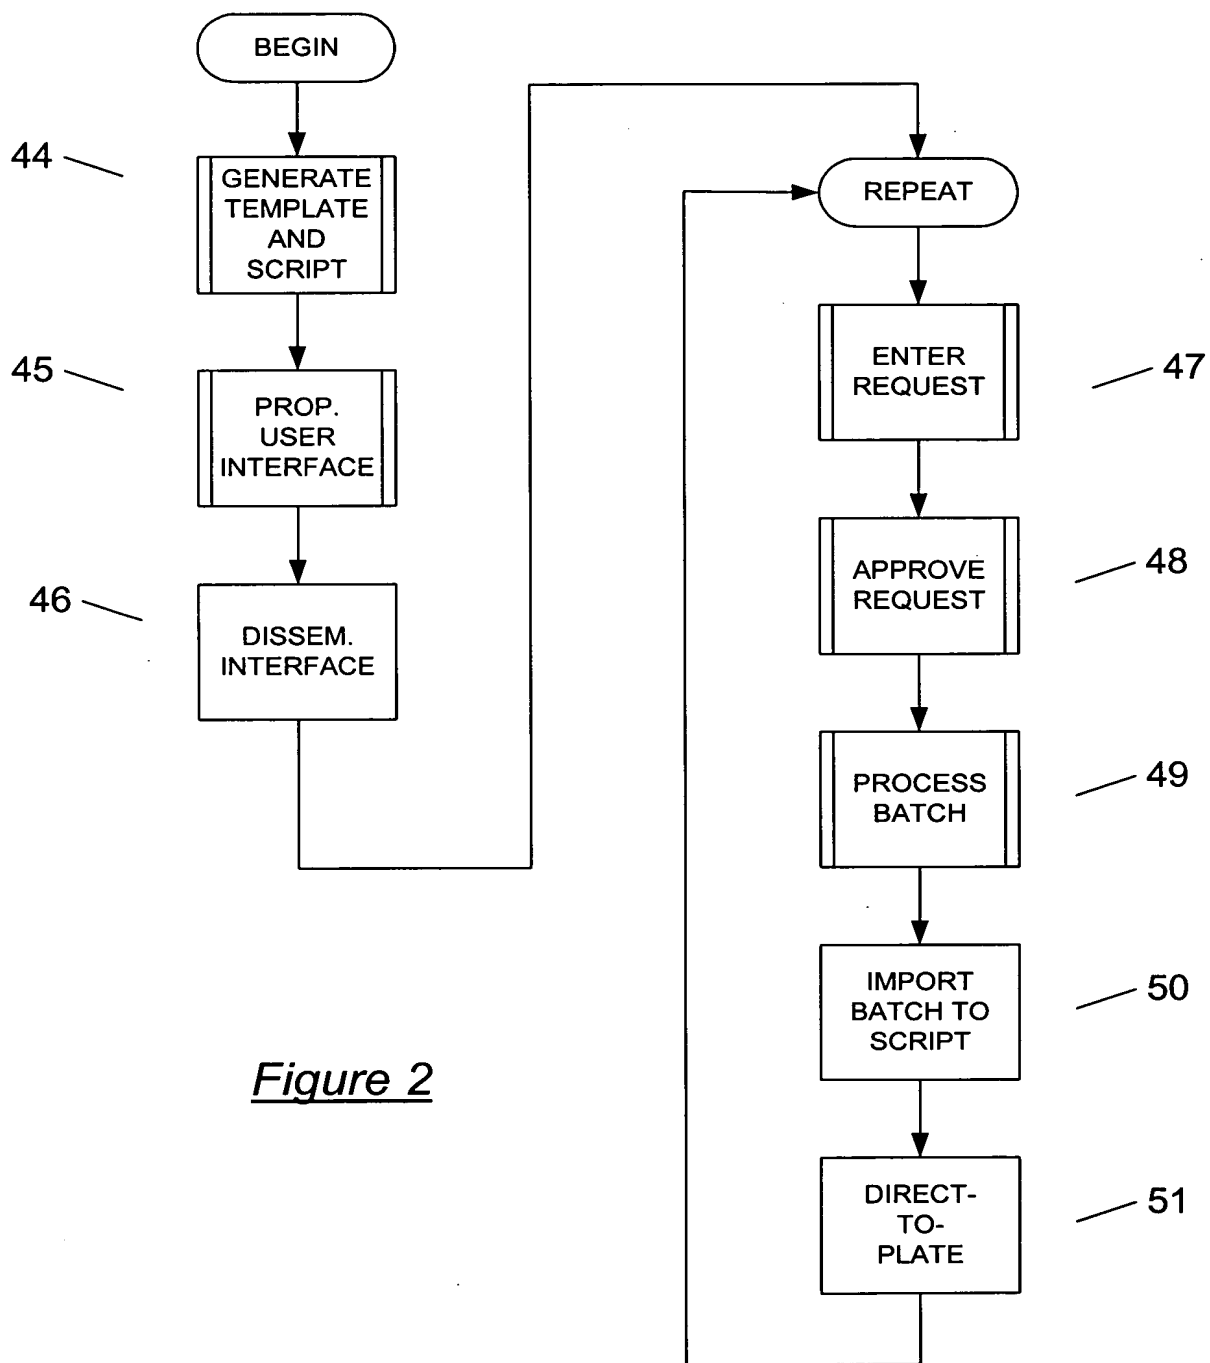 BEGIN
44
GENERATE
TEMPLATE
AND
SCRIPT
45
PROP.
USER
INTERFACE
46
DISSEM.
INTERFACE
REPEAT
ENTER
REQUEST
47
APPROVE
REQUEST
48
PROCESS
BATCH
49
IMPORT
BATCH TO
SCRIPT
50
DIRECT-
TO-
PLATE
51
Figure 2